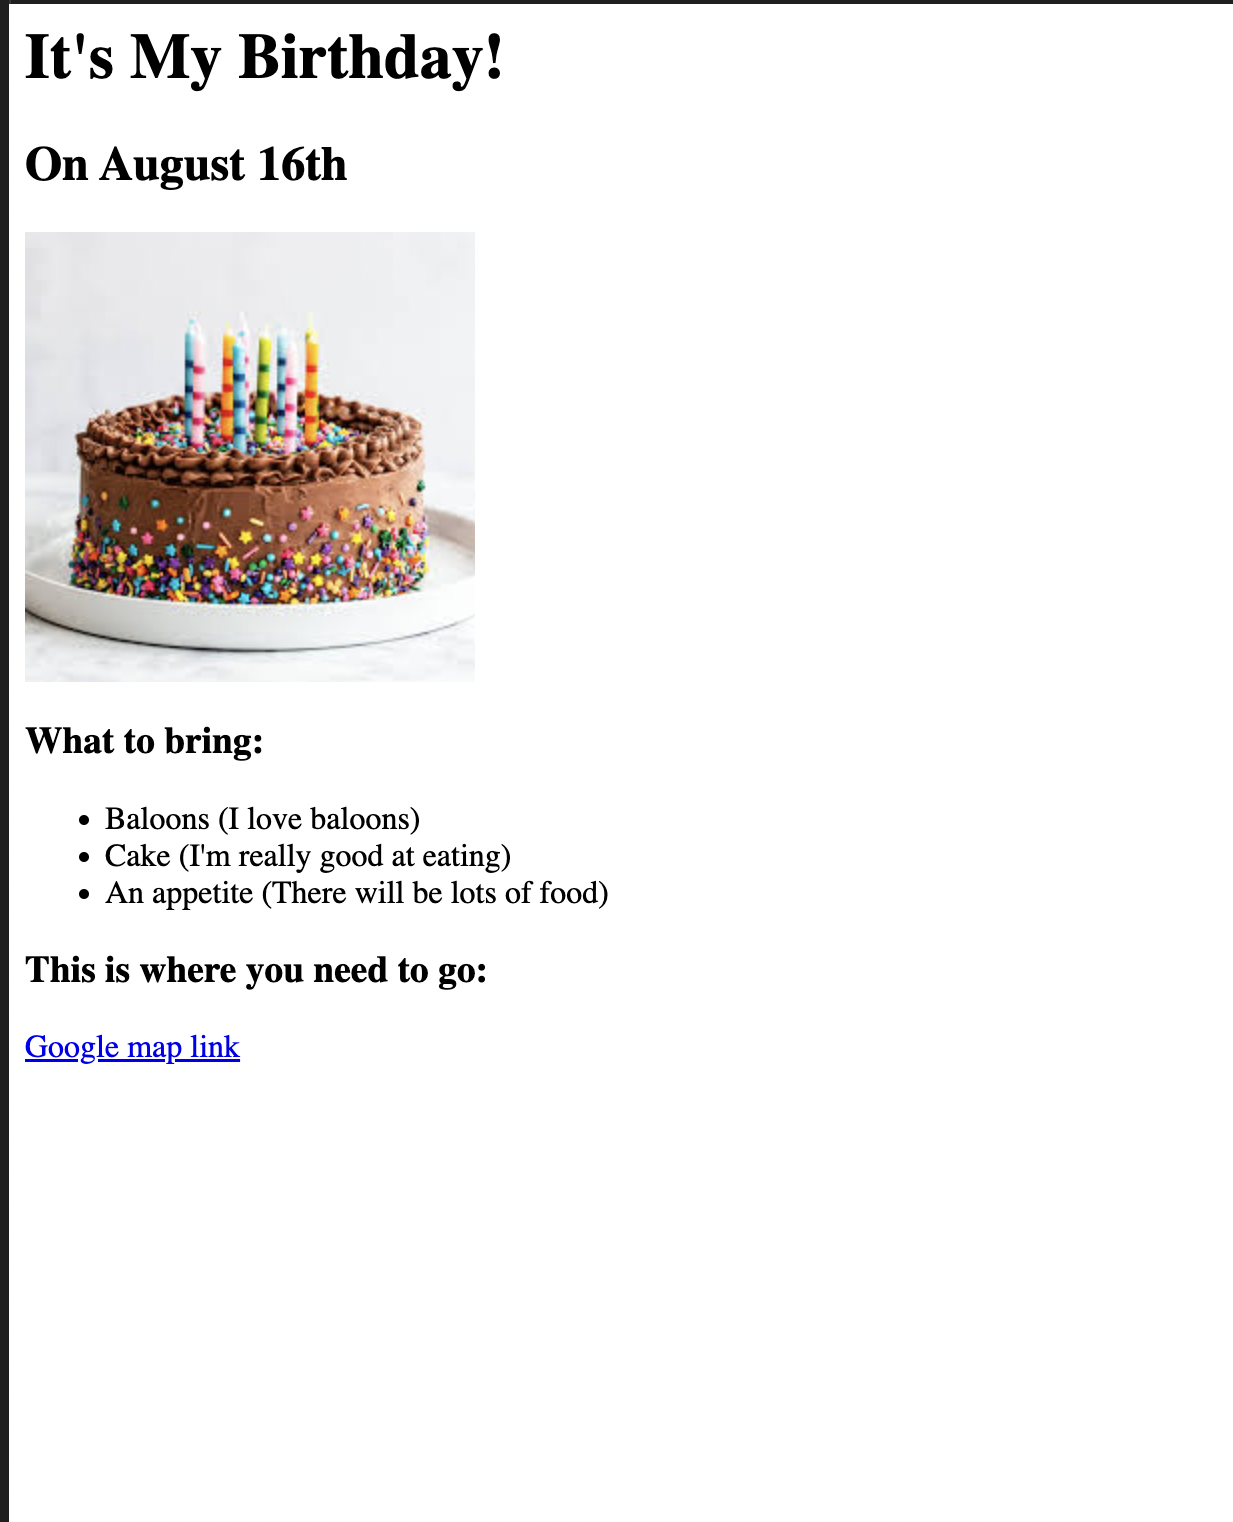 It's My Birthday!
On August 16th
What to bring:
Baloons (I love baloons)
Cake (I'm really good at eating)
An appetite (There will be lots of food)
This is where you need to go:
Google map link